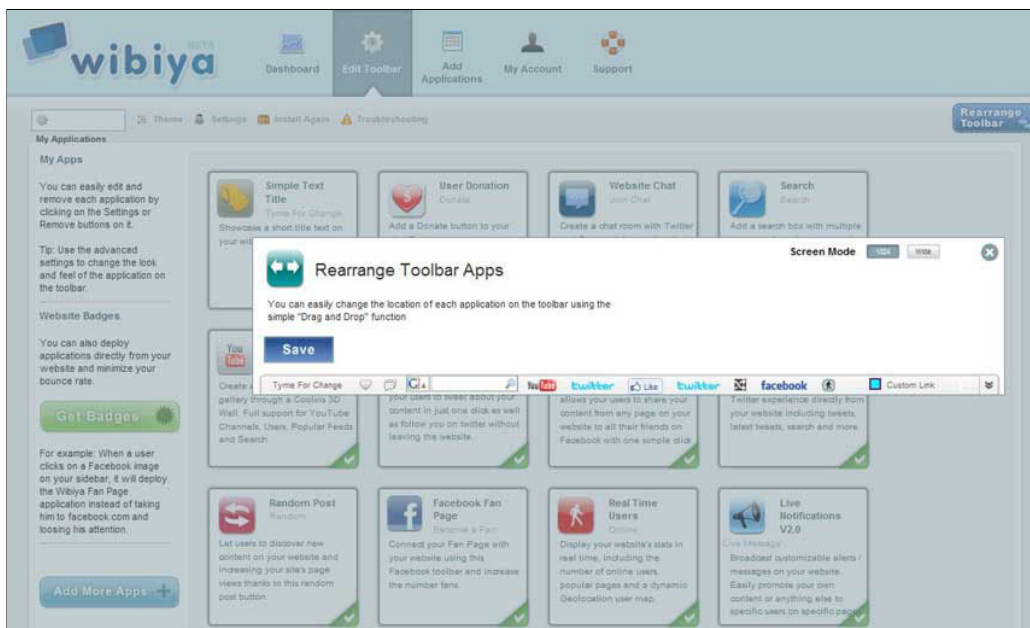 wibiya BETA
Dashboard
Edit Toolbar
Add
Applications
My Account
Support
Theme
Settings
Install Again
Troubleshooting
Rearrange
Toolbar
My Applications
My Apps
You can easily edit and
remove each application by
clicking on the Settings or
Remove buttons on it.
Tip: Use the advanced
settings to change the look
and feel of the application on
the toolbar.
Website Badges
You can also deploy
applications directly from your
website and minimize your
bounce rate.
Get Badges
For example: When a user
clicks on a Facebook image
on your sidebar, it will deploy
the Wibiya Fan Page
application instead of taking
him to facebook.com and
loosing his attention.
Add More Apps
Simple Text
Title
Tyme For Change
Showcase a short title text on
your
User Donation
Donate
Add a Donate button to your
Website Chat
Join Chat
Create a chat room with Twitter
Search
Search
Add a search box with multiple
Screen Mode
1024
Wide
Rearrange Toolbar Apps
You can easily change the location of each application on the toolbar using the
simple "Drag and Drop" function
Save
Tyme For Change
G
YouTube
twitter
Like
twitter
facebook
Custom Link
You
Tube
Create
gallery through a Cooliris 3D
Wall. Full support for YouTube
Channels, Users, Popular Feeds
and Search
your users to tweet about your
content in just one click as well
as follow you on twitter without
leaving the website.
allows your users to share your
content from any page on your
website to all their friends on
Facebook with one simple click
Twitter experience directly from
your website including tweets,
latest tweets, search and more.
Random Post
Random
Let users to discover new
content on your website and
increasing your site's page
views thanks to this random
post button.
Facebook Fan
Page
Become a Fan
Connect your Fan Page with
your website using this
Facebook toolbar and increase
the number fans.
Real Time
Users
Online
Display your website's stats in
real time, including the
number of online users,
popular pages and a dynamic
Geolocation user map.
Live
Notifications
V2.0
Live Message
Broadcast customizable alerts /
messages on your website.
Easily promote your own
content or anything else to
specific users on specific pages